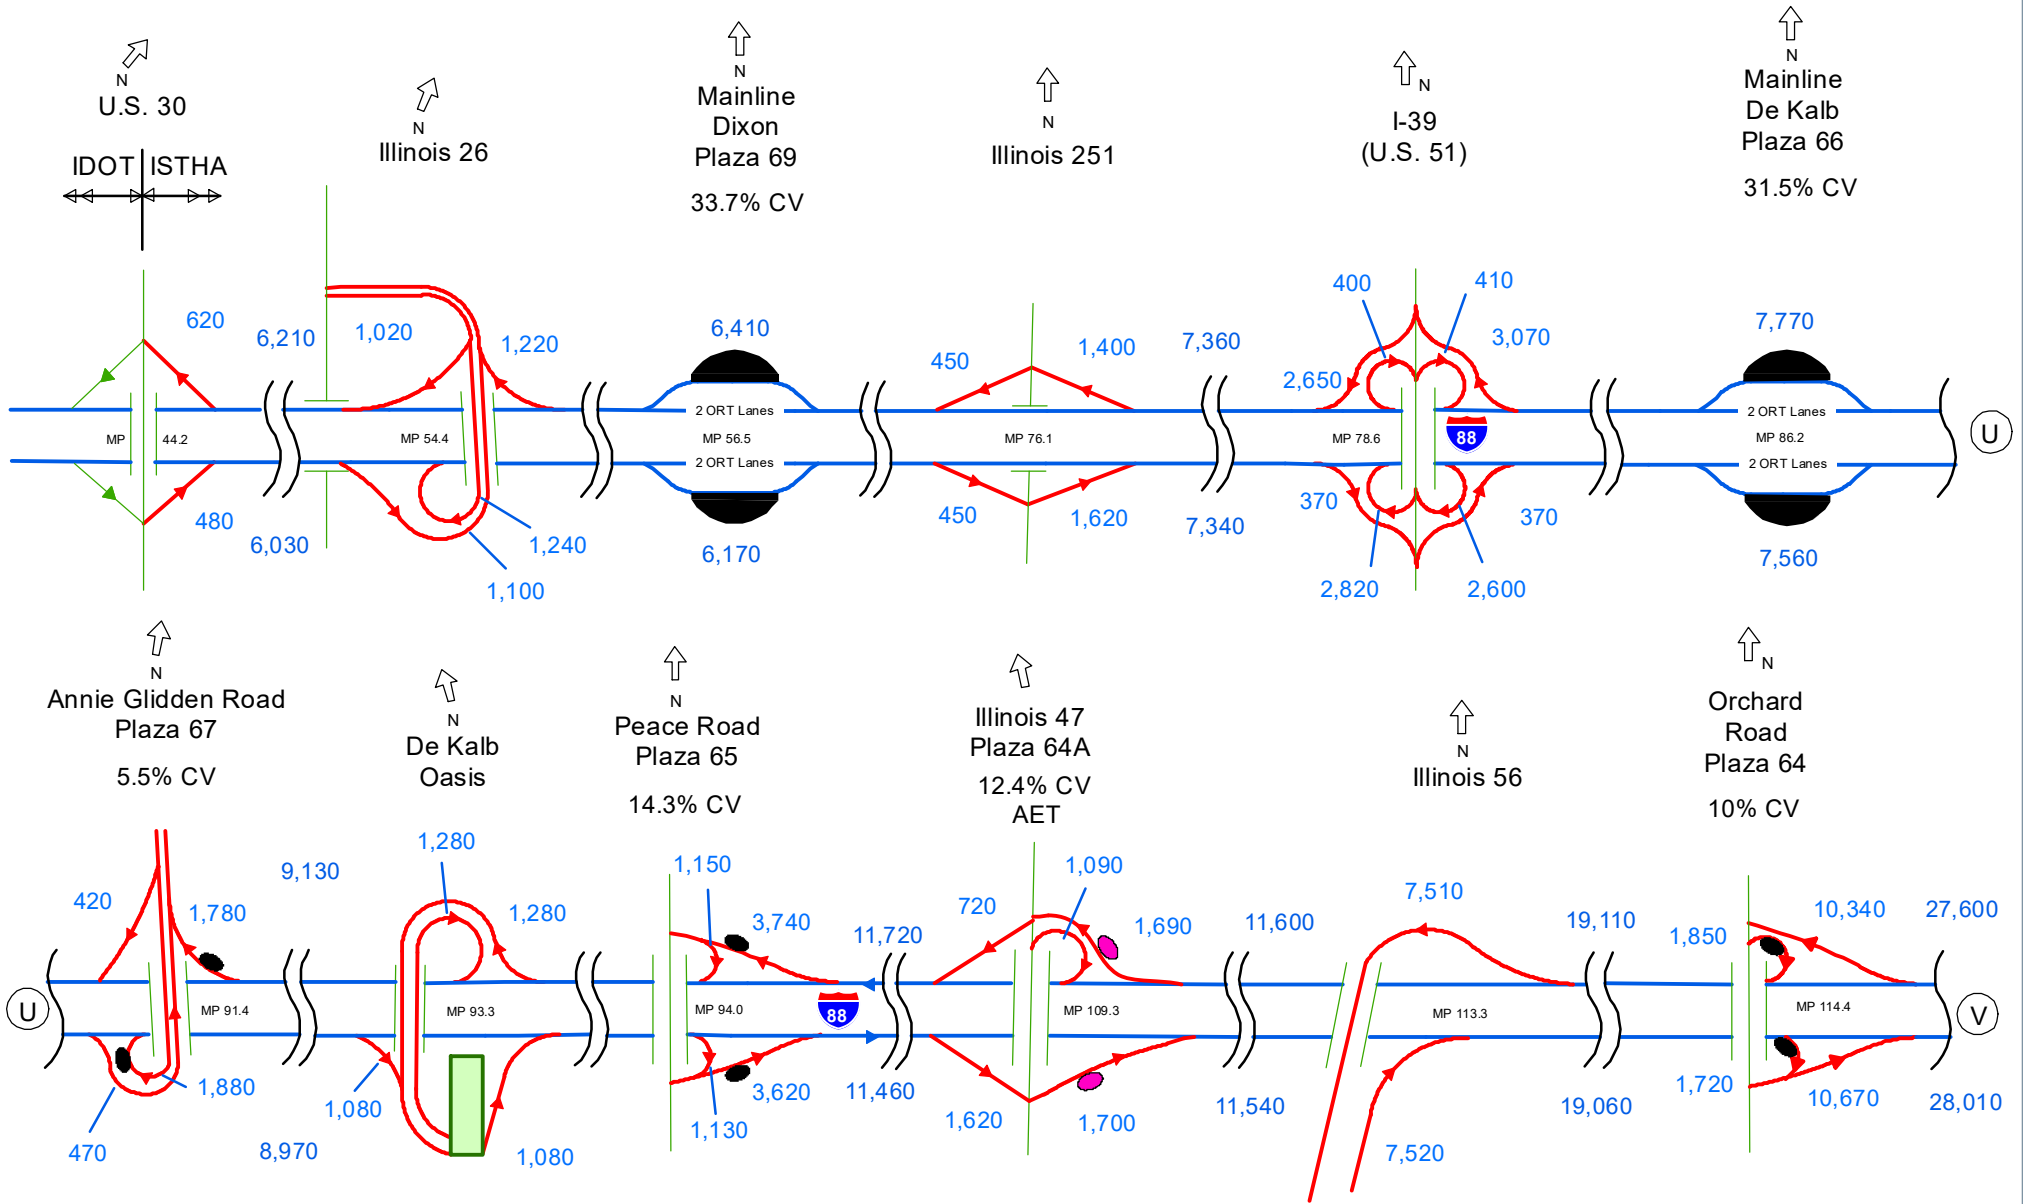 N
U.S. 30
IDOT
ISTHA
N
Illinois 26
N
Mainline
Dixon
Plaza 69
33.7% CV
N
Illinois 251
N
I-39
(U.S. 51)
N
Mainline
De Kalb
Plaza 66
31.5% CV
620
6,210
1,020
1,220
6,410
450
1,400
7,360
400
410
2,650
3,070
7,770
MP
44.2
MP 54.4
2 ORT Lanes
MP 56.5
2 ORT Lanes
MP 76.1
MP 78.6
88
2 ORT Lanes
MP 86.2
2 ORT Lanes
U
480
6,030
1,240
1,100
6,170
450
1,620
7,340
370
2,820
2,600
370
7,560
N
Annie Glidden Road
Plaza 67
5.5% CV
N
De Kalb
Oasis
N
Peace Road
Plaza 65
14.3% CV
Illinois 47
Plaza 64A
12.4% CV
AET
N
Illinois 56
N
Orchard
Road
Plaza 64
10% CV
420
1,780
9,130
1,280
1,280
1,150
3,740
11,720
720
1,090
1,690
11,600
7,510
19,110
1,850
10,340
27,600
U
MP 91.4
MP 93.3
MP 94.0
88
MP 109.3
MP 113.3
MP 114.4
V
470
1,880
8,970
1,080
1,080
1,130
3,620
11,460
1,620
1,700
11,540
7,520
19,060
1,720
10,670
28,010